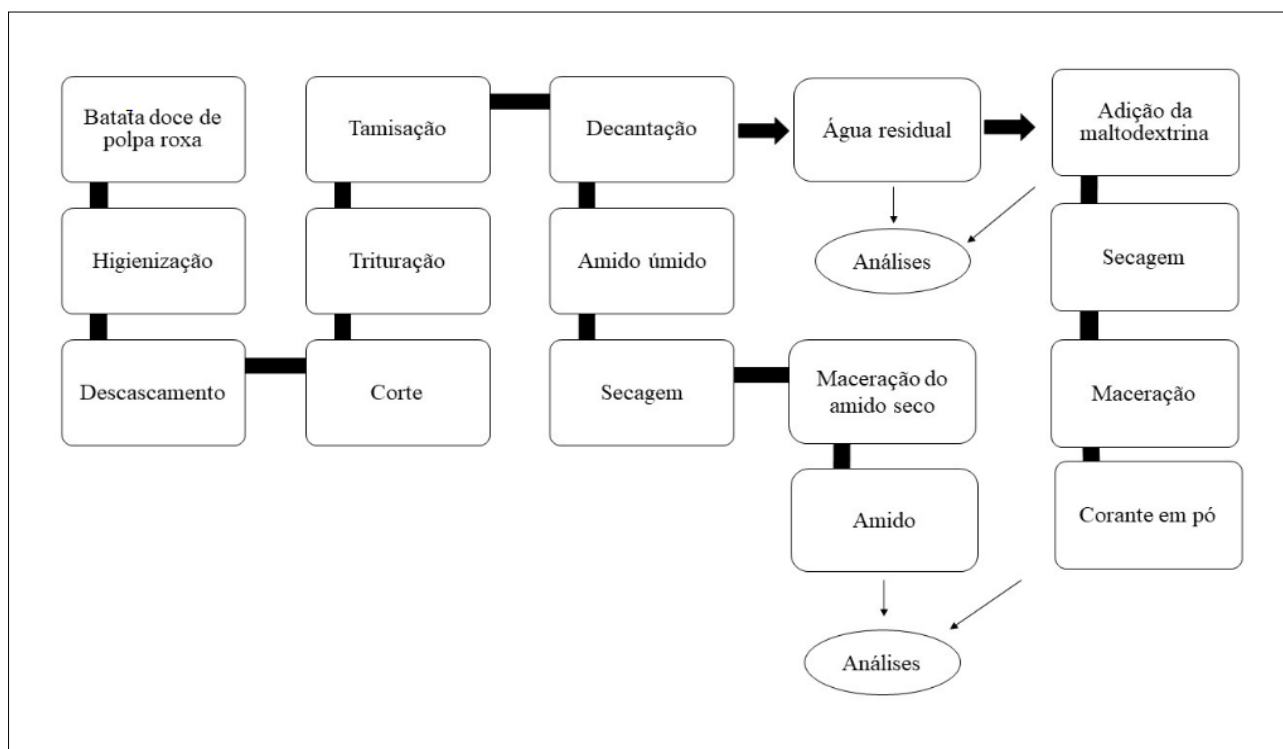 Batata doce de
polpa roxa
Higienização
Descascamento
Corte
Trituração
Tamisação
Decantação
Amido úmido
Secagem
Maceração do
amido seco
Amido
Análises
Água residual
Análises
Adição da
maltodextrina
Secagem
Maceração
Corante em pó